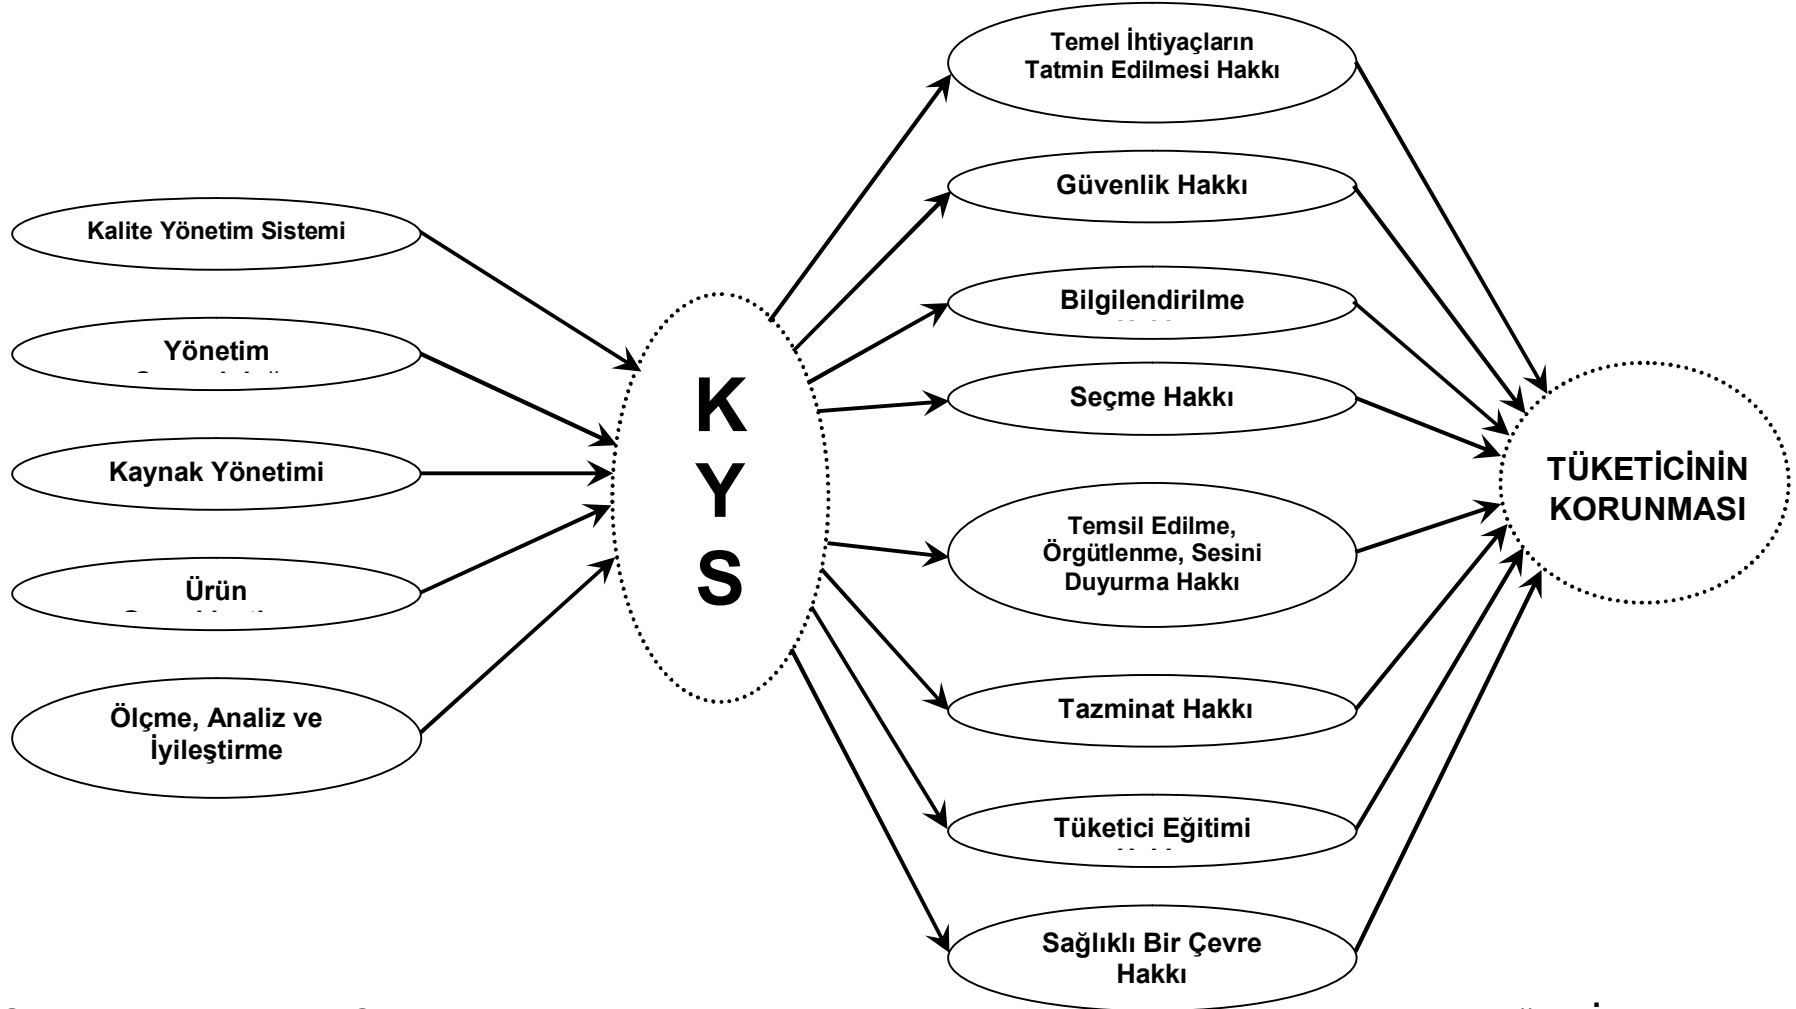 Temel İhtiyaçların
Tatmin Edilmesi Hakkı
Güvenlik Hakkı
Kalite Yönetim Sistemi
Bilgilendirilme
Yönetim
K
Y
S
Seçme Hakkı
Kaynak Yönetimi
TÜKETİCİNİN
KORUNMASI
Temsil Edilme,
Örgütlenme, Sesini
Duyurma Hakkı
Ürün
Ölçme, Analiz ve
İyileştirme
Tazminat Hakkı
Tüketici Eğitimi
Sağlıklı Bir Çevre
Hakkı